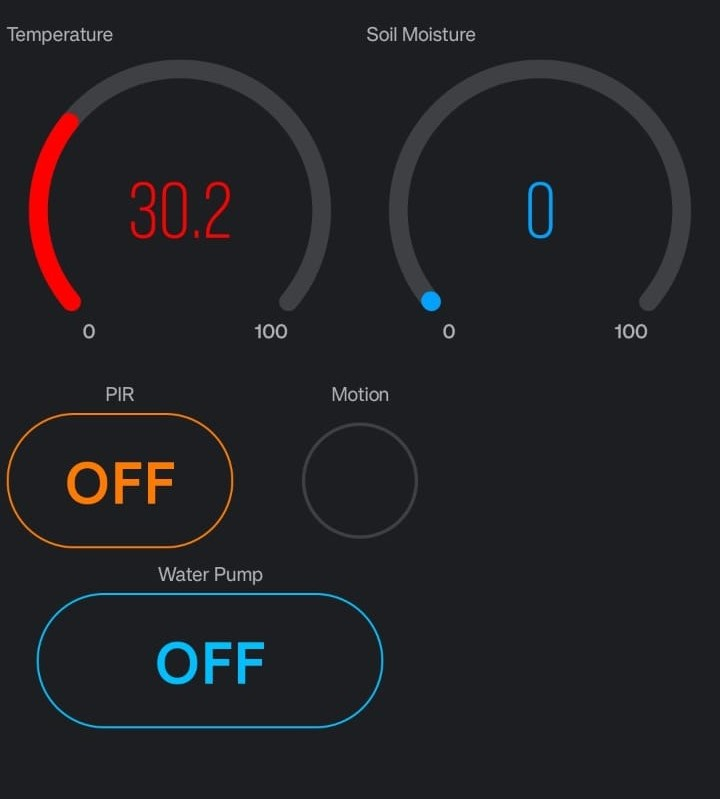 Temperature
Soil Moisture
30.2
0
0
100
0
100
PIR
Motion
OFF
Water Pump
OFF